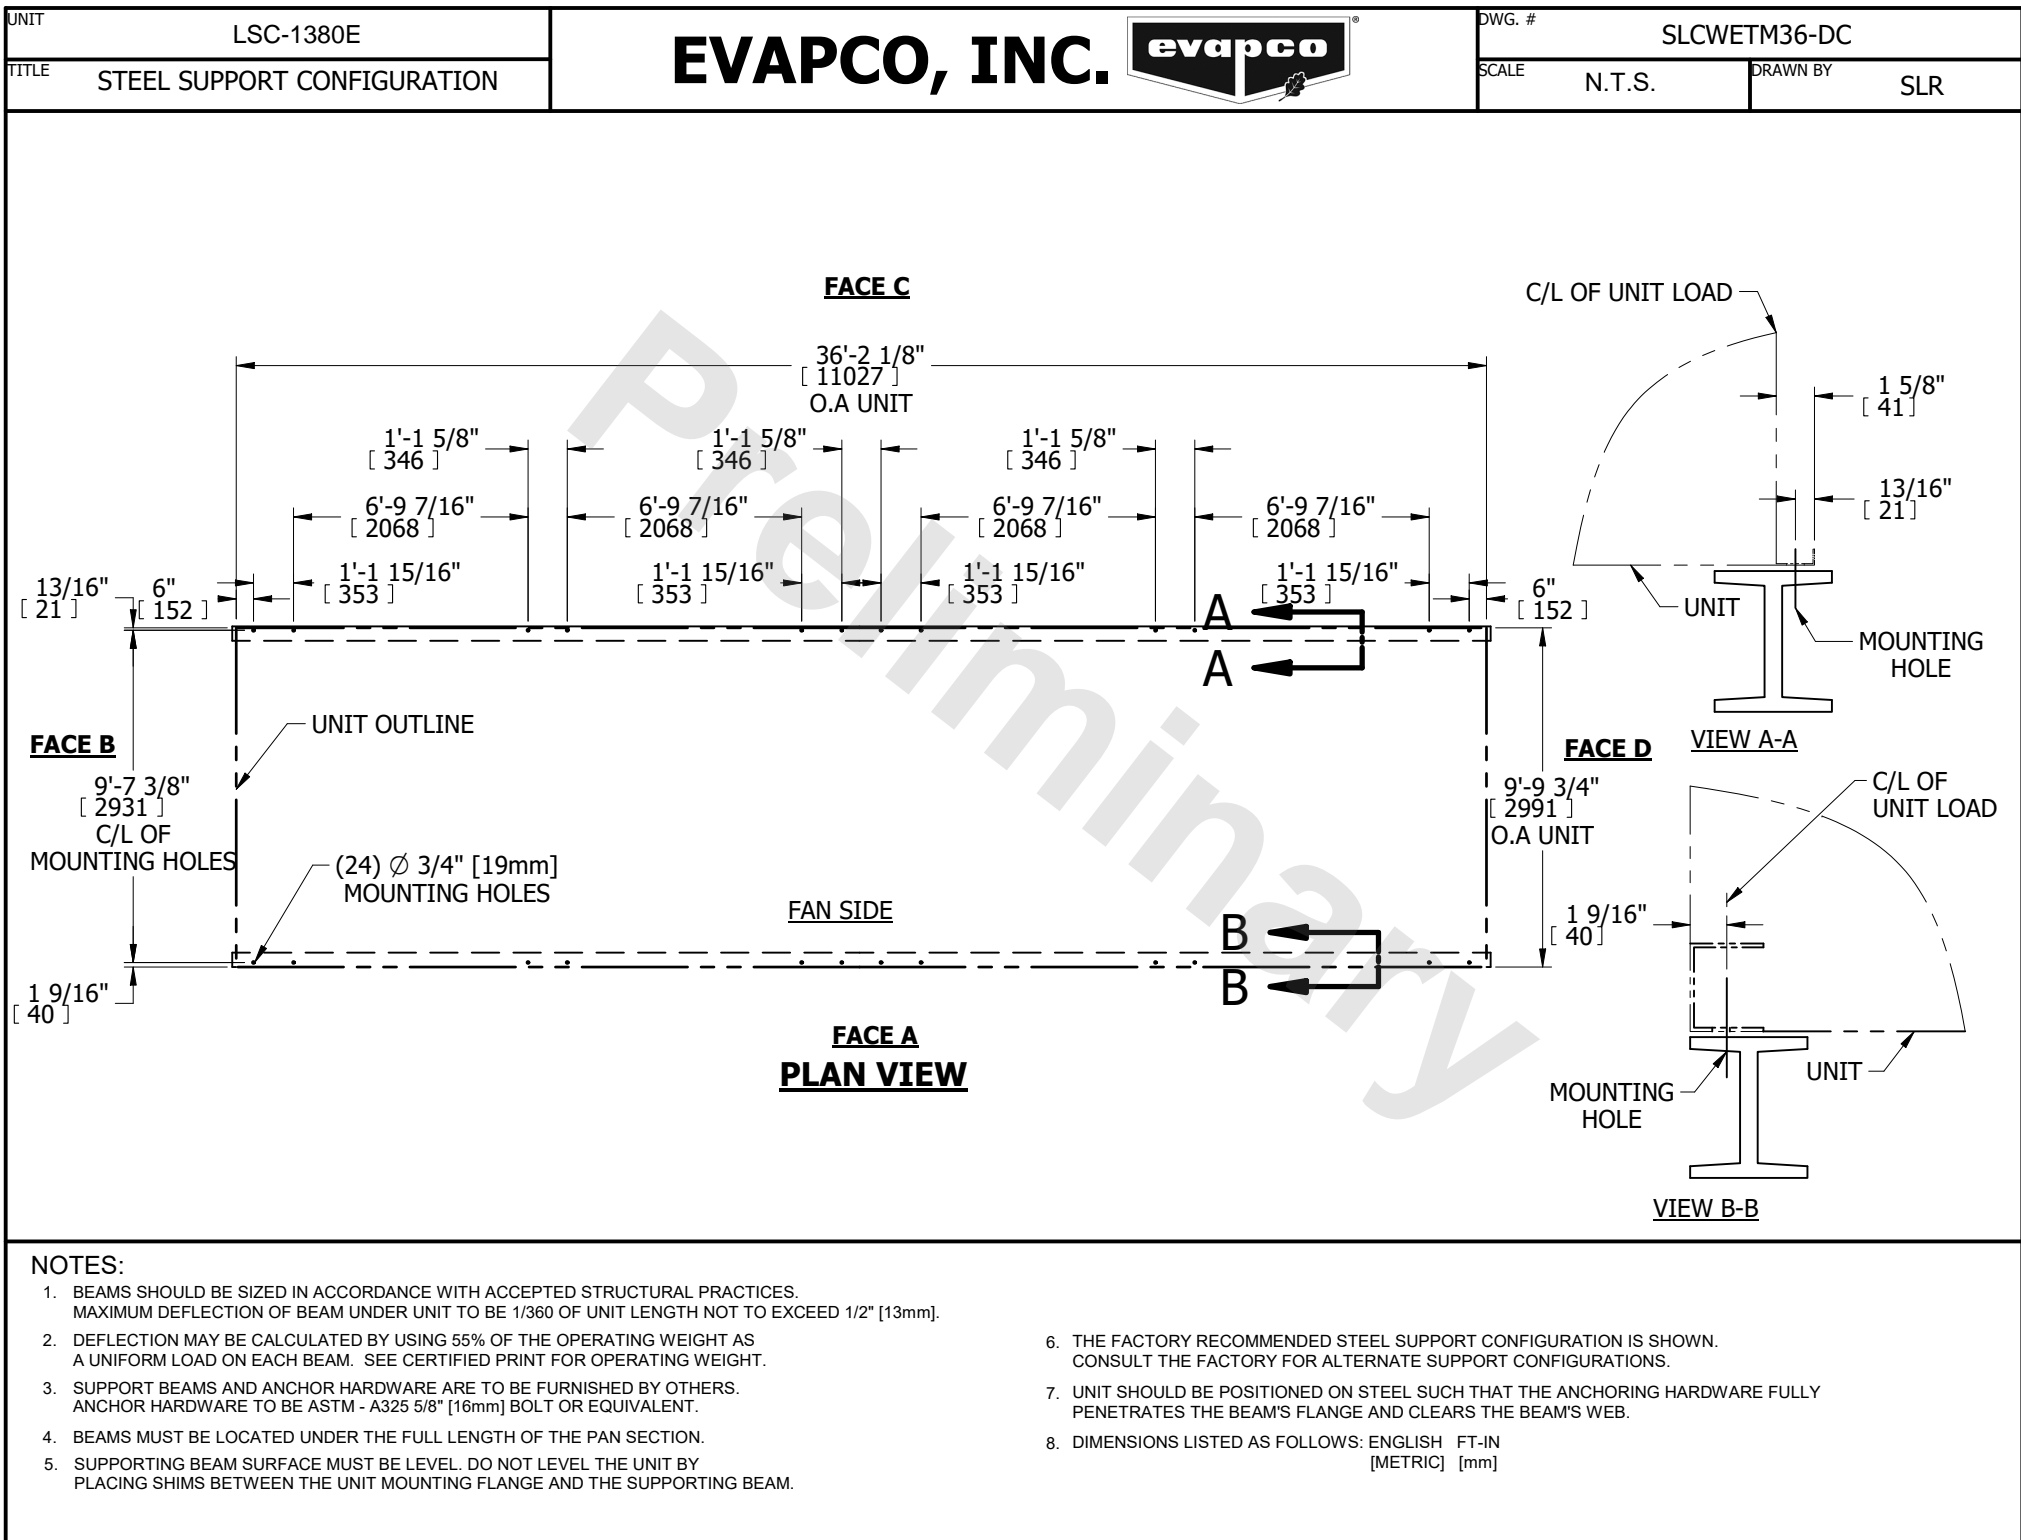 UNIT
LSC-1380E
TITLE
STEEL SUPPORT CONFIGURATION
EVAPCO, INC.
evapco
®
DWG. #
SLCWETM36-DC
SCALE
N.T.S.
DRAWN BY
SLR
FACE C
36'-2 1/8"
[ 11027 ]
O.A UNIT
1'-1 5/8"
[ 346 ]
1'-1 5/8"
[ 346 ]
1'-1 5/8"
[ 346 ]
6'-9 7/16"
[ 2068 ]
6'-9 7/16"
[ 2068 ]
6'-9 7/16"
[ 2068 ]
6'-9 7/16"
[ 2068 ]
13/16"
[ 21 ]
6"
[ 152 ]
1'-1 15/16"
[ 353 ]
1'-1 15/16"
[ 353 ]
1'-1 15/16"
[ 353 ]
1'-1 15/16"
[ 353 ]
6"
[ 152 ]
A
A
UNIT OUTLINE
FACE B
9'-7 3/8"
[ 2931 ]
C/L OF
MOUNTING HOLES
(24) Ø 3/4" [19mm]
MOUNTING HOLES
FAN SIDE
B
B
1 9/16"
[ 40 ]
FACE D
9'-9 3/4"
[ 2991 ]
O.A UNIT
FACE A
PLAN VIEW
Preliminary
C/L OF UNIT LOAD
1 5/8"
[ 41 ]
13/16"
[ 21 ]
UNIT
MOUNTING
HOLE
VIEW A-A
C/L OF
UNIT LOAD
1 9/16"
[ 40 ]
UNIT
MOUNTING
HOLE
VIEW B-B
NOTES:
1. BEAMS SHOULD BE SIZED IN ACCORDANCE WITH ACCEPTED STRUCTURAL PRACTICES.
MAXIMUM DEFLECTION OF BEAM UNDER UNIT TO BE 1/360 OF UNIT LENGTH NOT TO EXCEED 1/2" [13mm].
2. DEFLECTION MAY BE CALCULATED BY USING 55% OF THE OPERATING WEIGHT AS
A UNIFORM LOAD ON EACH BEAM. SEE CERTIFIED PRINT FOR OPERATING WEIGHT.
3. SUPPORT BEAMS AND ANCHOR HARDWARE ARE TO BE FURNISHED BY OTHERS.
ANCHOR HARDWARE TO BE ASTM - A325 5/8" [16mm] BOLT OR EQUIVALENT.
4. BEAMS MUST BE LOCATED UNDER THE FULL LENGTH OF THE PAN SECTION.
5. SUPPORTING BEAM SURFACE MUST BE LEVEL. DO NOT LEVEL THE UNIT BY
PLACING SHIMS BETWEEN THE UNIT MOUNTING FLANGE AND THE SUPPORTING BEAM.
6. THE FACTORY RECOMMENDED STEEL SUPPORT CONFIGURATION IS SHOWN.
CONSULT THE FACTORY FOR ALTERNATE SUPPORT CONFIGURATIONS.
7. UNIT SHOULD BE POSITIONED ON STEEL SUCH THAT THE ANCHORING HARDWARE FULLY
PENETRATES THE BEAM'S FLANGE AND CLEARS THE BEAM'S WEB.
8. DIMENSIONS LISTED AS FOLLOWS: ENGLISH FT-IN
[METRIC] [mm]